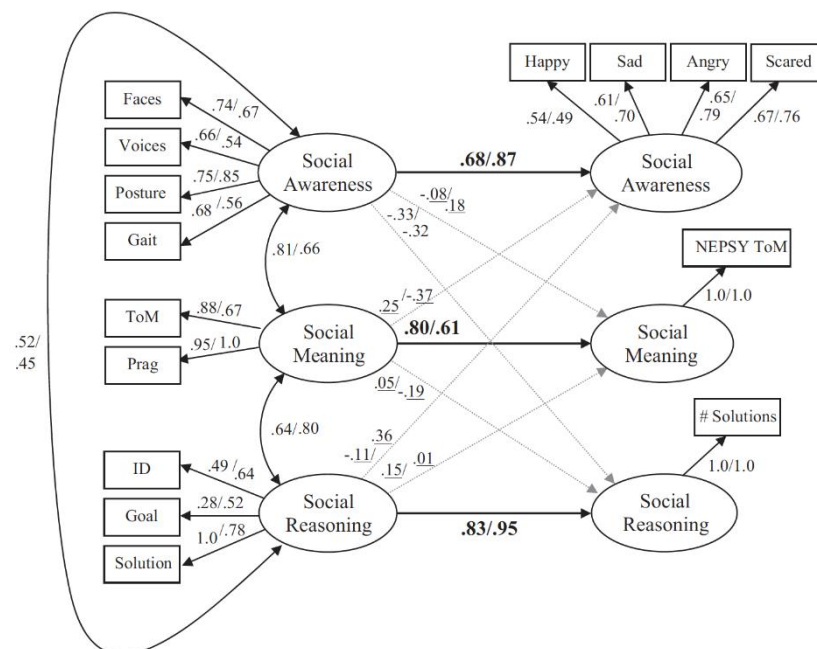 Happy
Sad
Angry
Scared
Faces
Voices
Posture
Gait
.74/.67
.66/.54
.75/.85
.68/.56
.54/.49
.61/
.70
.65/
.79
.67/.76
Social
Awareness
.68/.87
Social
Awareness
-.08/
.18
-.33/
-.32
.81/.66
NEPSY ToM
1.0/1.0
ToM
Prag
.88/.67
.95/1.0
.25/-.37
Social
Meaning
.80/.61
Social
Meaning
.52/
.45
.05/
-.19
.64/.80
# Solutions
1.0/1.0
-.11/.36
.15/.01
ID
Goal
Solution
.49/.64
.28/.52
1.0/.78
Social
Reasoning
.83/.95
Social
Reasoning